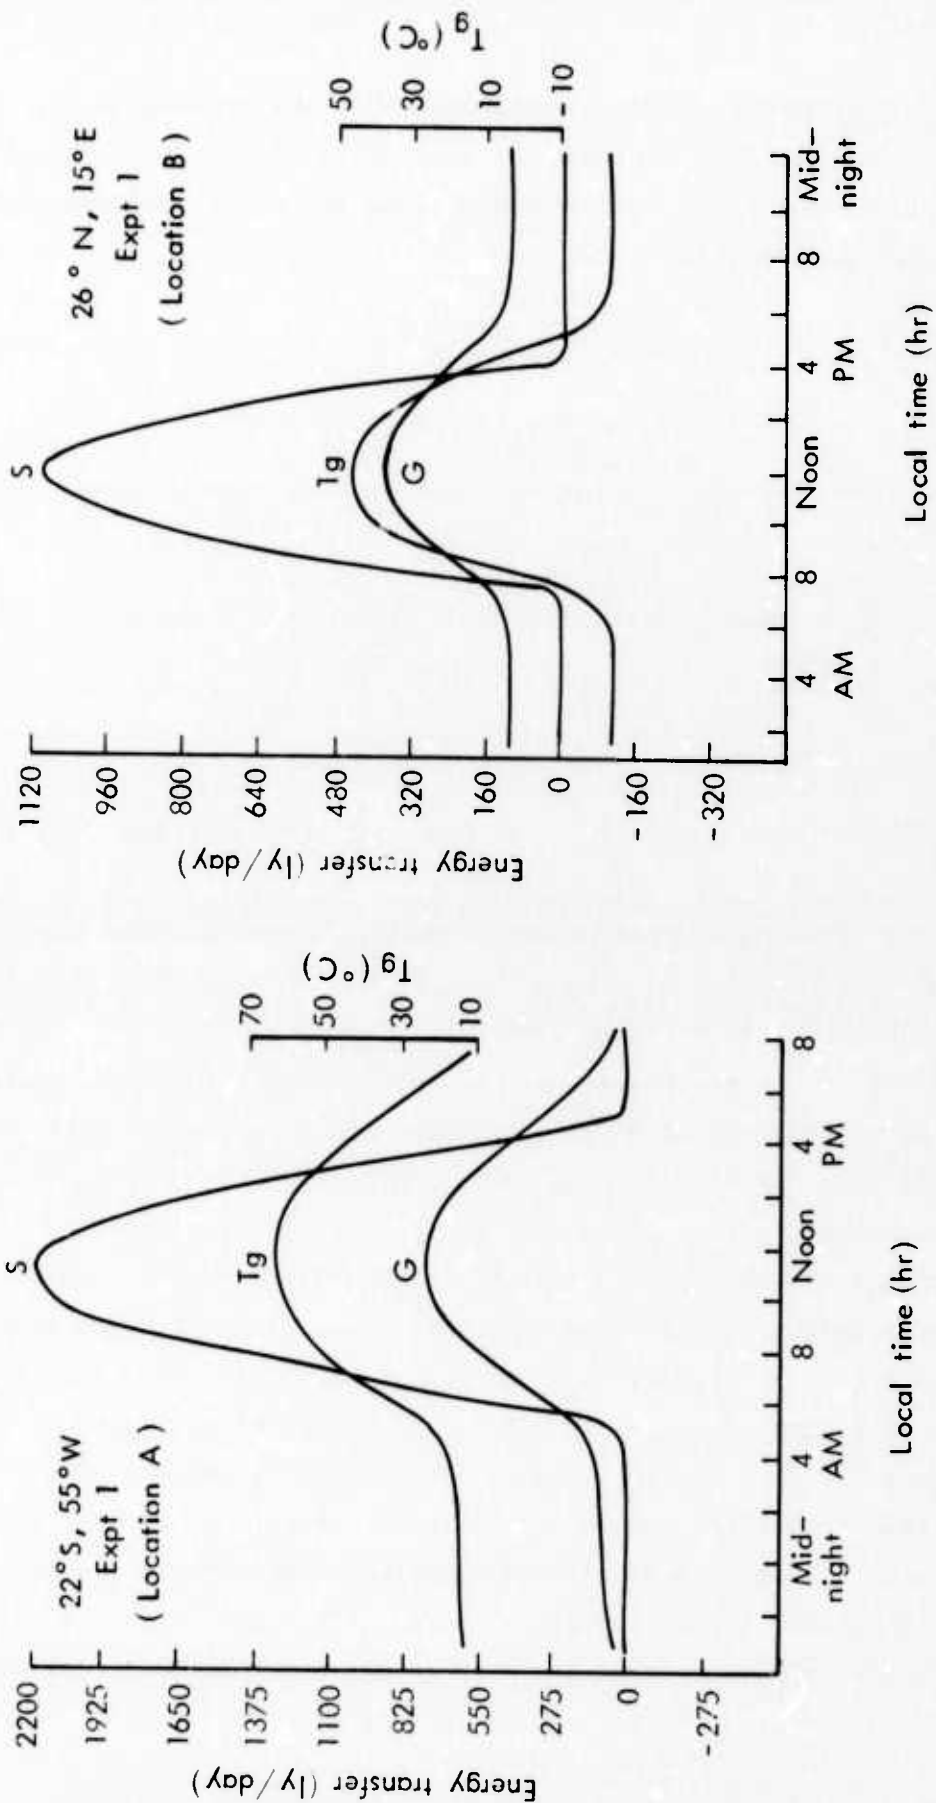 22°S, 55°W
Expt 1
(Location A)
S
Tg
G
2200
1925
1650
1375
1100
825
550
275
0
-275
Energy transfer (ly/day)
70
50
30
10
Tg (°C)
Mid-
night
4
AM
8
Noon
4
PM
8
Local time (hr)
26° N, 15°E
Expt 1
(Location B)
S
Tg
G
1120
960
800
640
480
320
160
0
-160
-320
Energy transfer (ly/day)
50
30
10
-10
Tg (°C)
4
AM
8
Noon
4
PM
8
Mid-
night
Local time (hr)